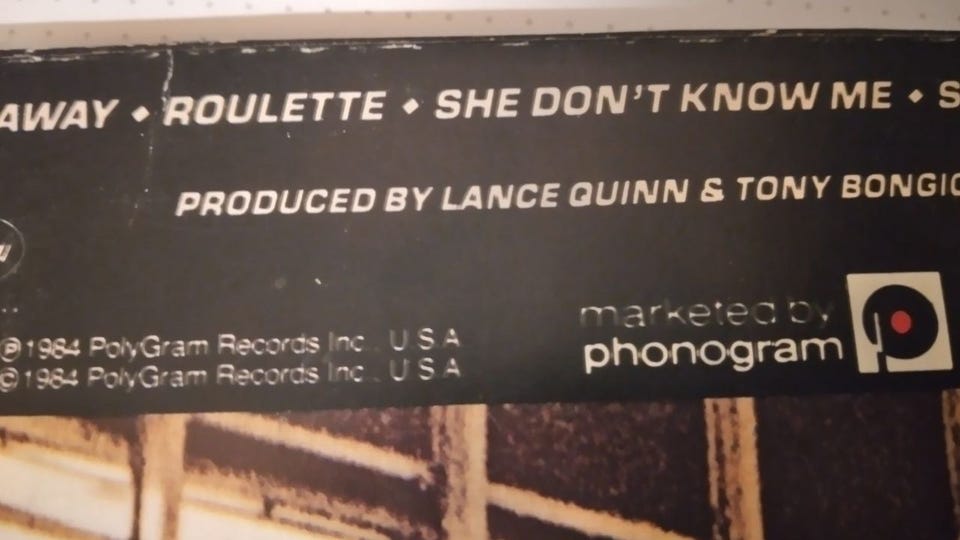 AWAY ◆ ROULETTE ◆ SHE DON'T KNOW ME ◆ S
PRODUCED BY LANCE QUINN & TONY BONGIO
marketed by
phonogram
℗ 1984 PolyGram Records Inc.. U.S.A
© 1984 PolyGram Records Inc.. U.S.A